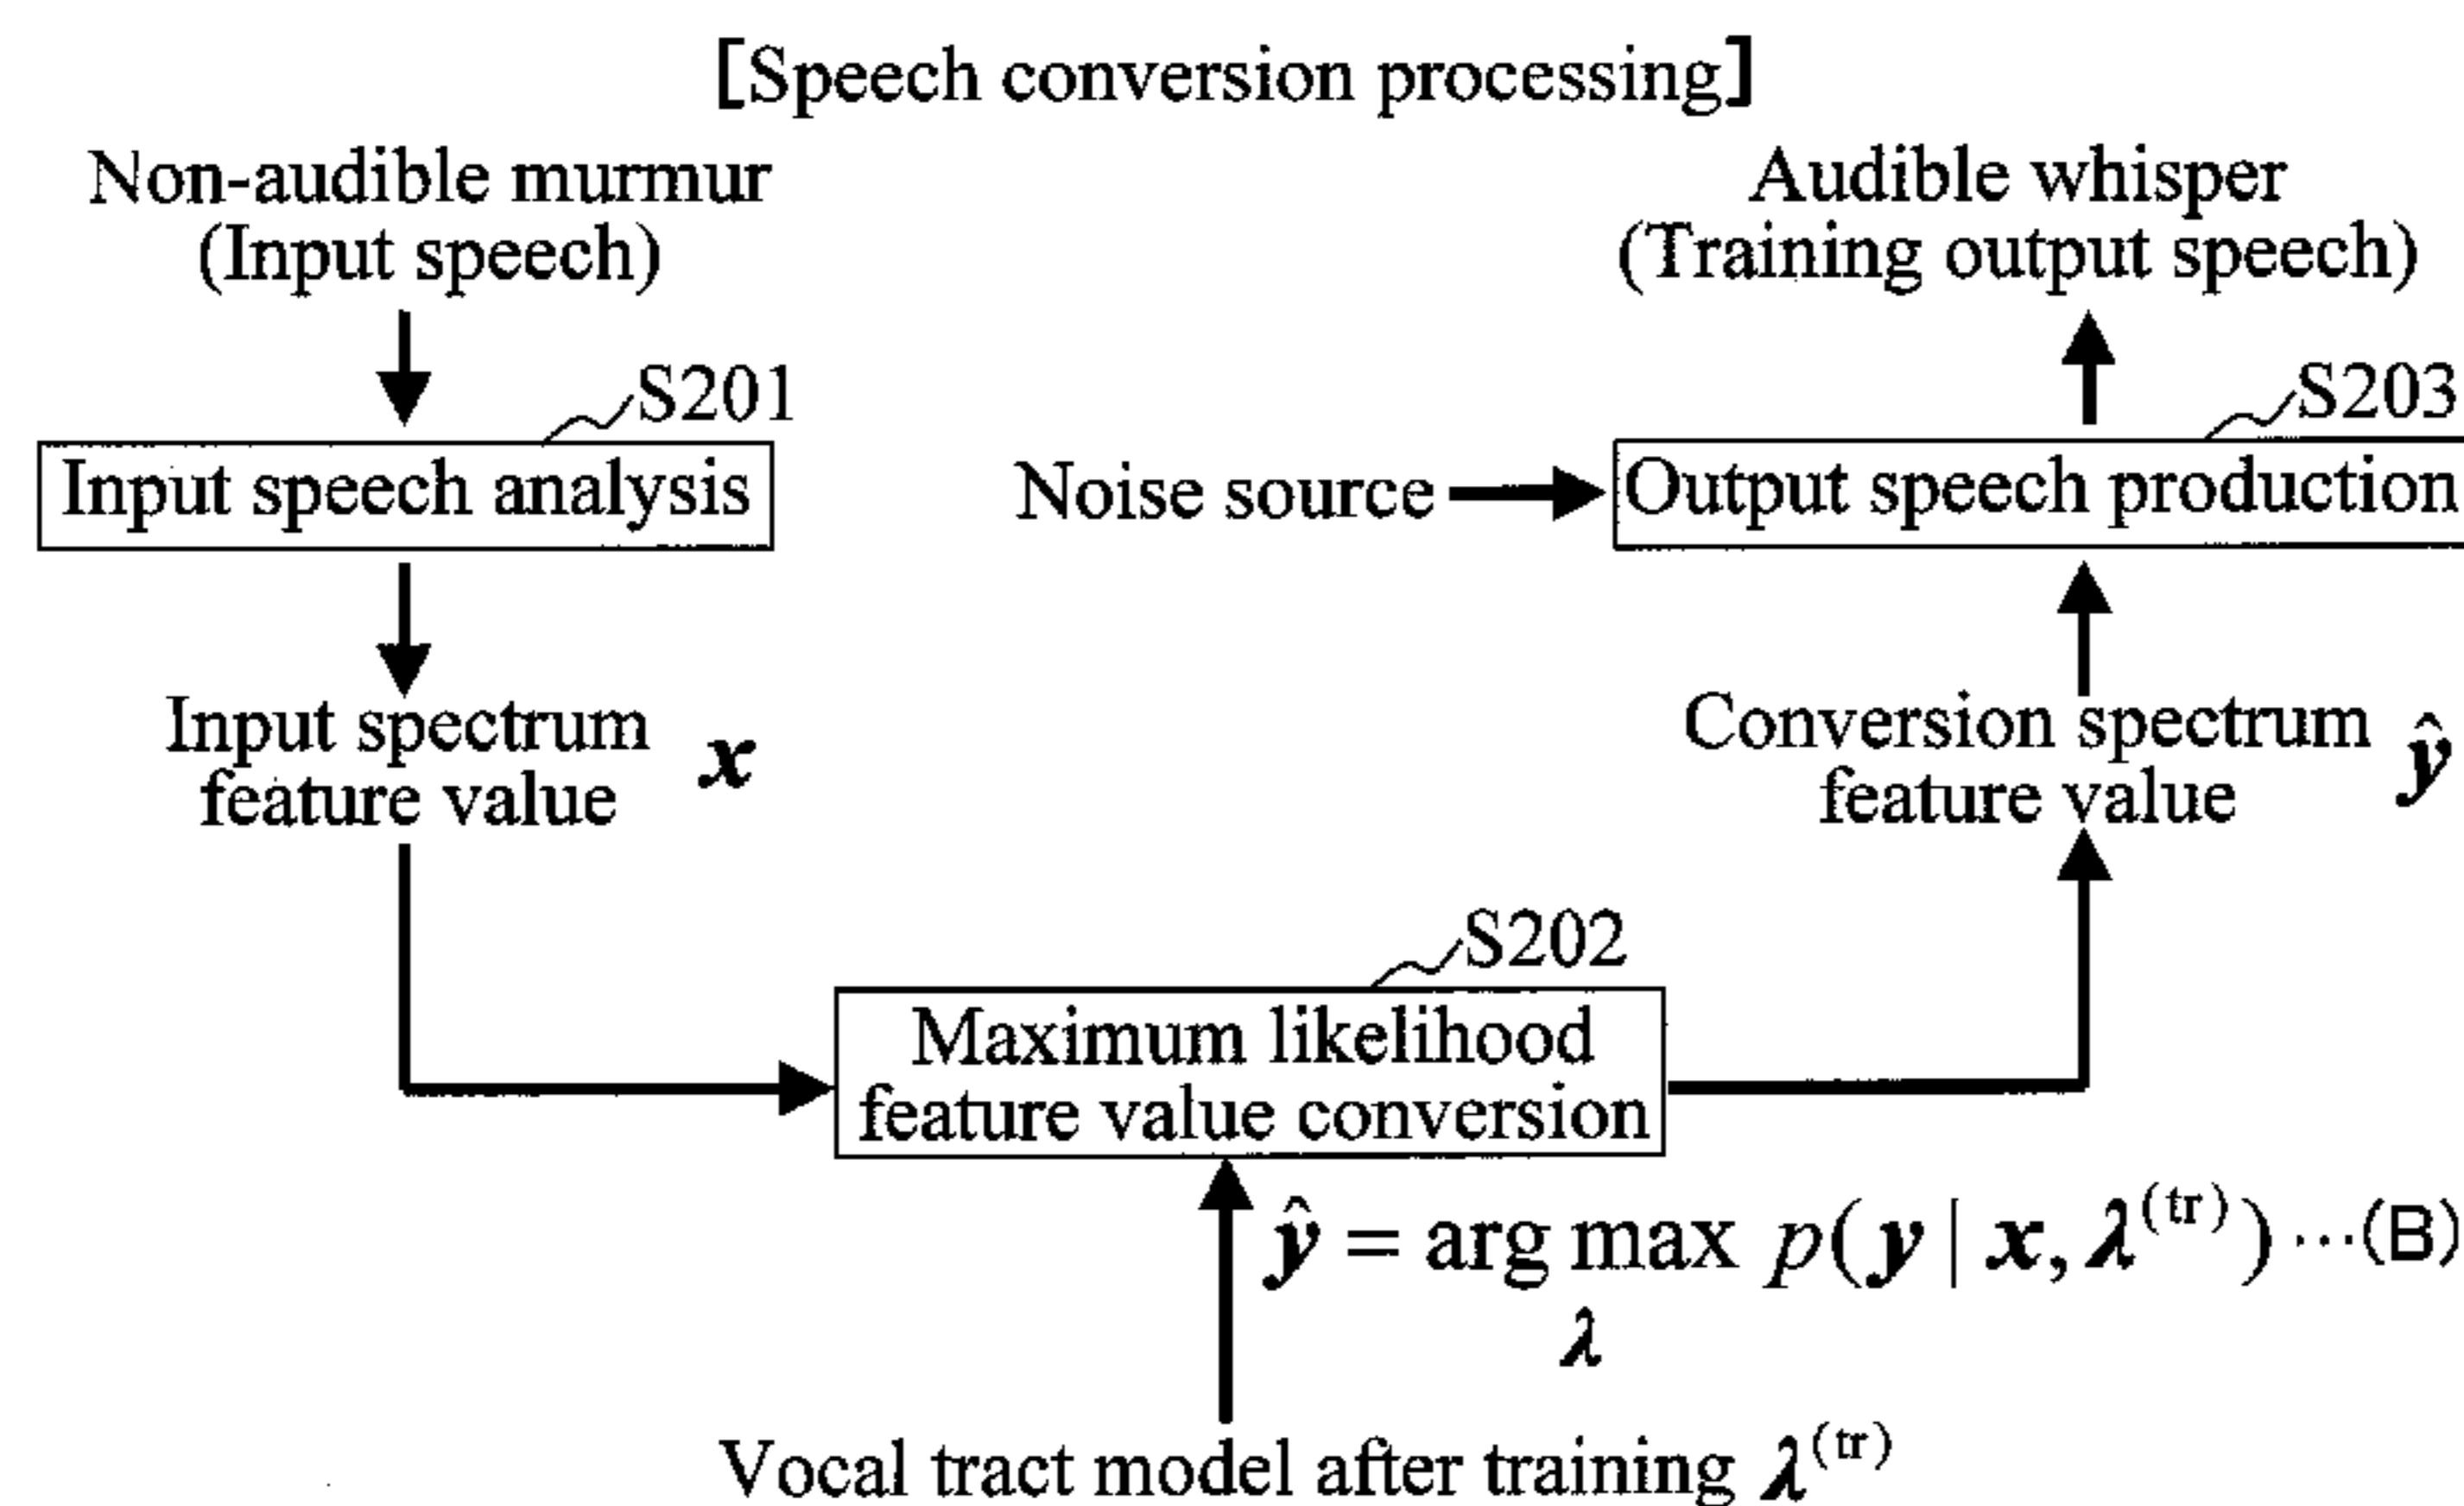 [Speech conversion processing]
Non-audible murmur
(Input speech)
Audible whisper
(Training output speech)
S201
S203
Input speech analysis
Noise source
Output speech production
Input spectrum
feature value
x
Conversion spectrum
feature value
ŷ
S202
Maximum likelihood
feature value conversion
ŷ = arg max p(y | x, λ^(tr)) ···(B)
λ
Vocal tract model after training λ^(tr)